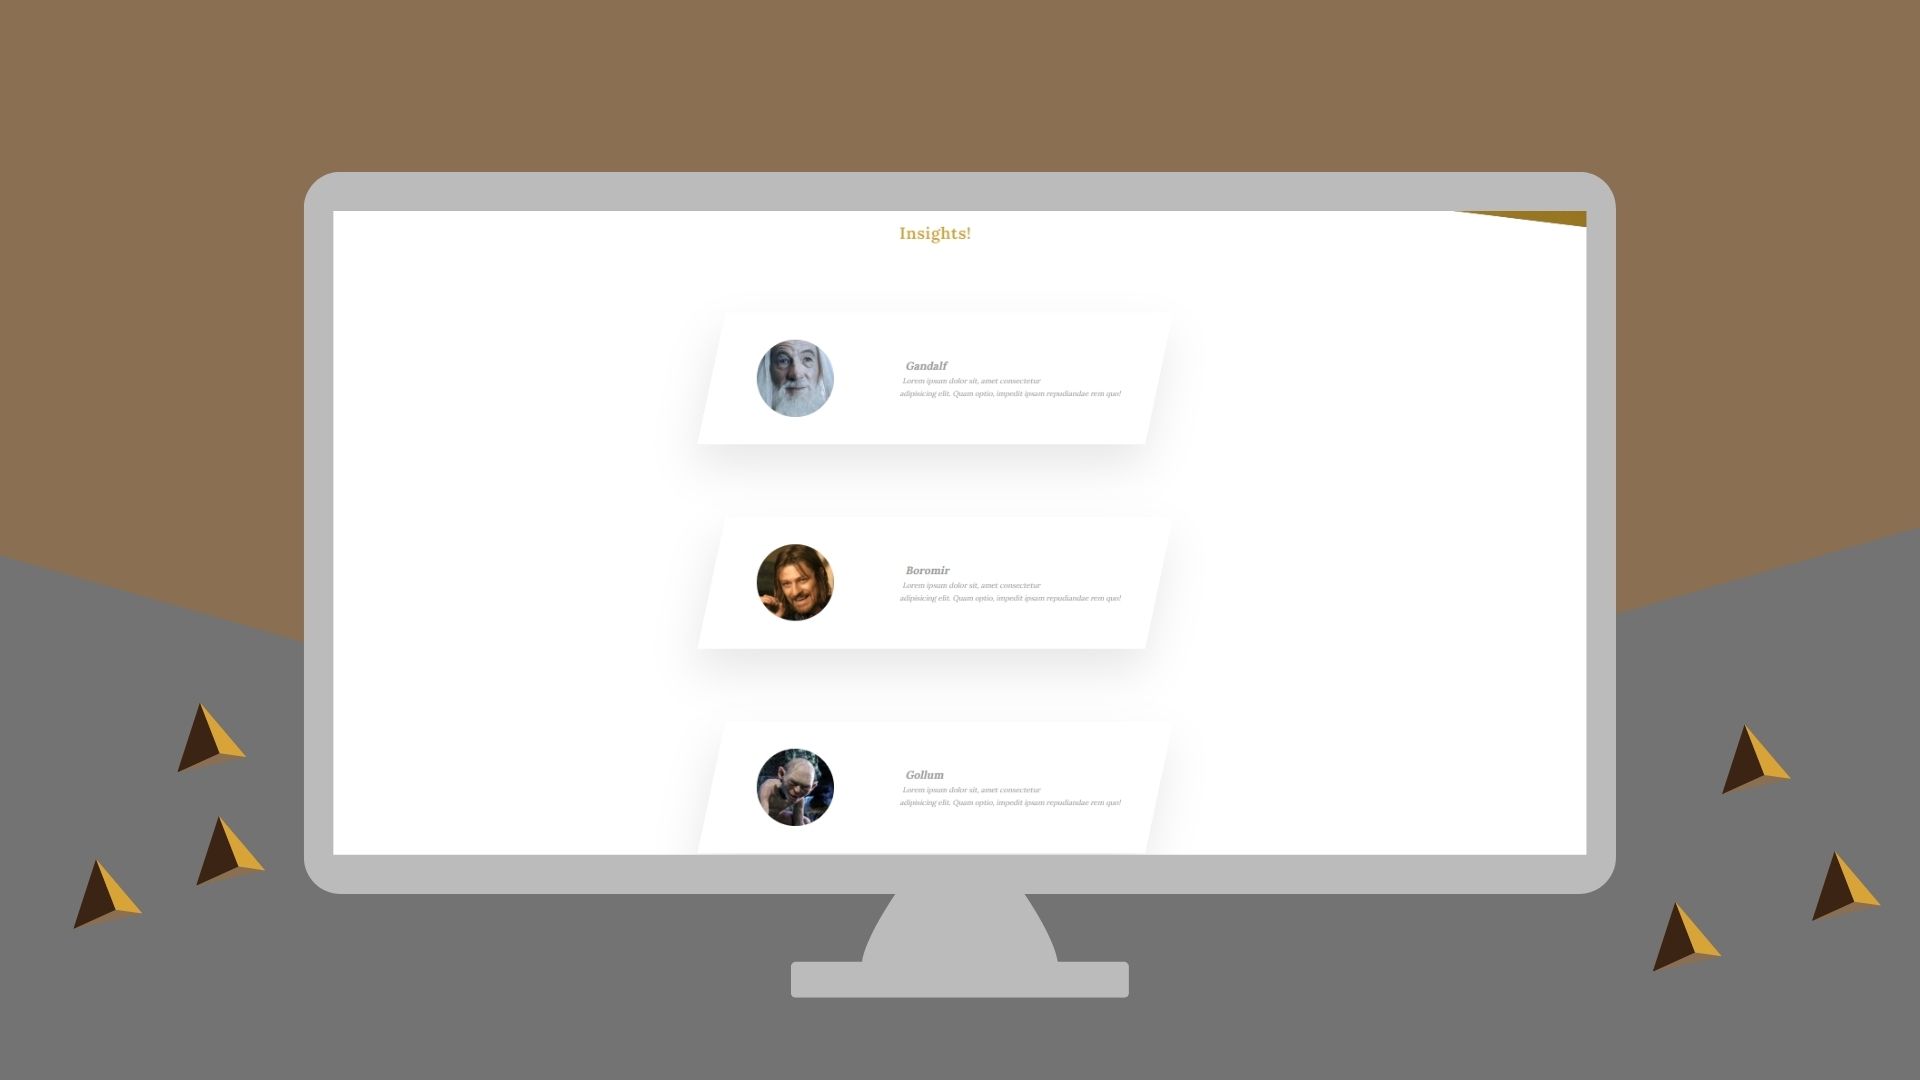 Insights!
Gandalf
Lorem ipsum dolor sit, amet consectetur
adipisicing elit. Quam optio, impedit ipsam repudiandae rem quo!
Boromir
Lorem ipsum dolor sit, amet consectetur
adipisicing elit. Quam optio, impedit ipsam repudiandae rem quo!
Gollum
Lorem ipsum dolor sit, amet consectetur
adipisicing elit. Quam optio, impedit ipsam repudiandae rem quo!